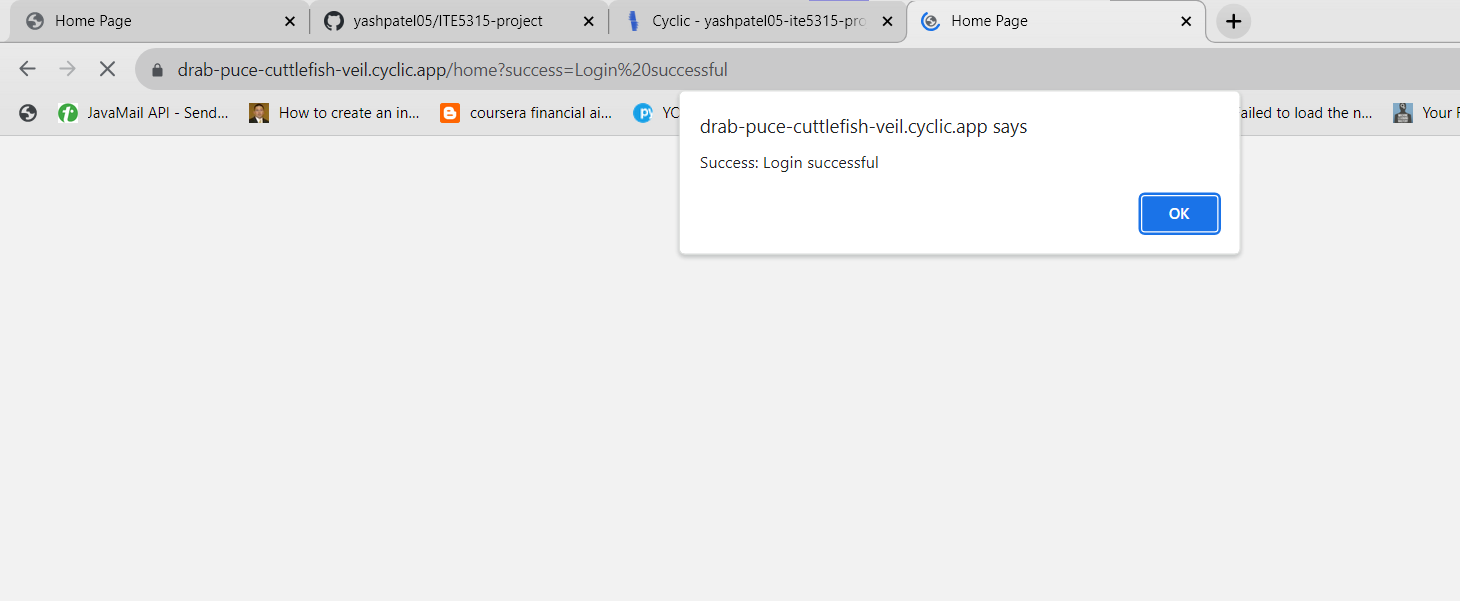 Home Page
yashpatel05/ITE5315-project
Cyclic - yashpatel05-ite5315-pro
Home Page
drab-puce-cuttlefish-veil.cyclic.app/home?success=Login%20successful
JavaMail API - Send...
How to create an in...
coursera financial ai...
YO
ailed to load the n...
Your
drab-puce-cuttlefish-veil.cyclic.app says
Success: Login successful
OK